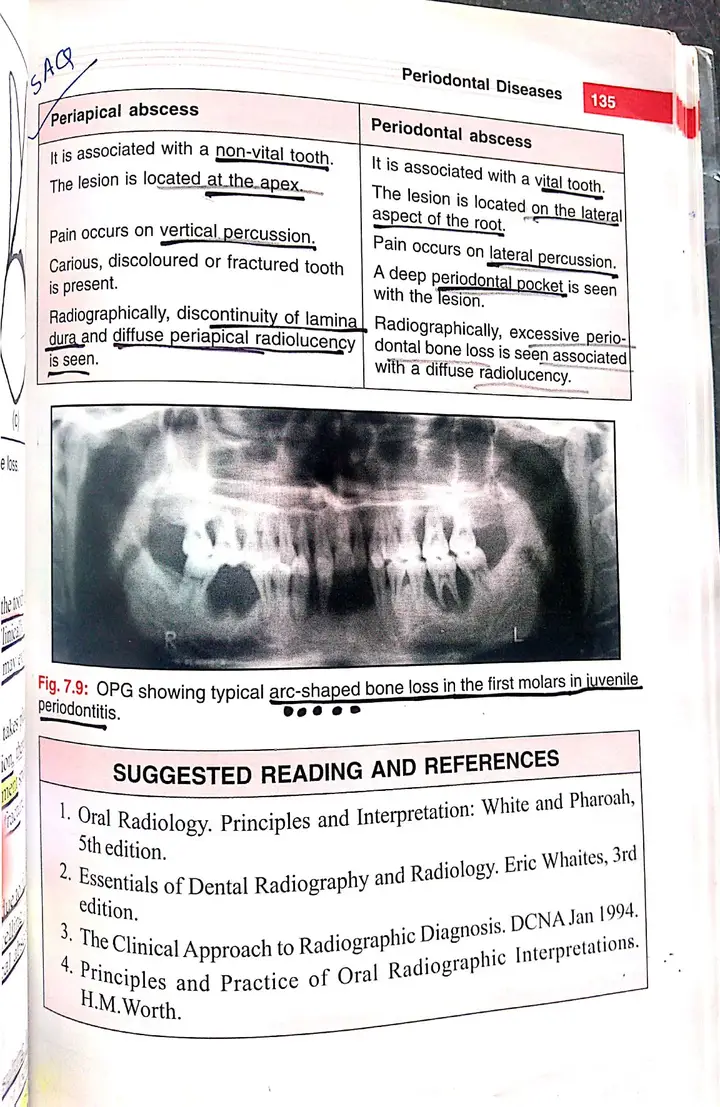 SAQ
Periodontal Diseases
135
Periapical abscess
It is associated with a non-vital tooth.
The lesion is located at the apex.
Pain occurs on vertical percussion.
Carious, discoloured or fractured tooth
is present.
Radiographically, discontinuity of lamina
dura and diffuse periapical radiolucency
is seen.
Periodontal abscess
It is associated with a vital tooth.
The lesion is located on the lateral
aspect of the root.
Pain occurs on lateral percussion.
A deep periodontal pocket is seen
with the lesion.
Radiographically, excessive perio-
dontal bone loss is seen associated
with a diffuse radiolucency.
R
L
Fig. 7.9: OPG showing typical arc-shaped bone loss in the first molars in juvenile
periodontitis.
SUGGESTED READING AND REFERENCES
1. Oral Radiology. Principles and Interpretation: White and Pharoah,
5th edition.
2. Essentials of Dental Radiography and Radiology. Eric Whaites, 3rd
edition.
3. The Clinical Approach to Radiographic Diagnosis. DCNA Jan 1994.
4. Principles and Practice of Oral Radiographic Interpretations.
H.M.Worth.
(c)
e loss